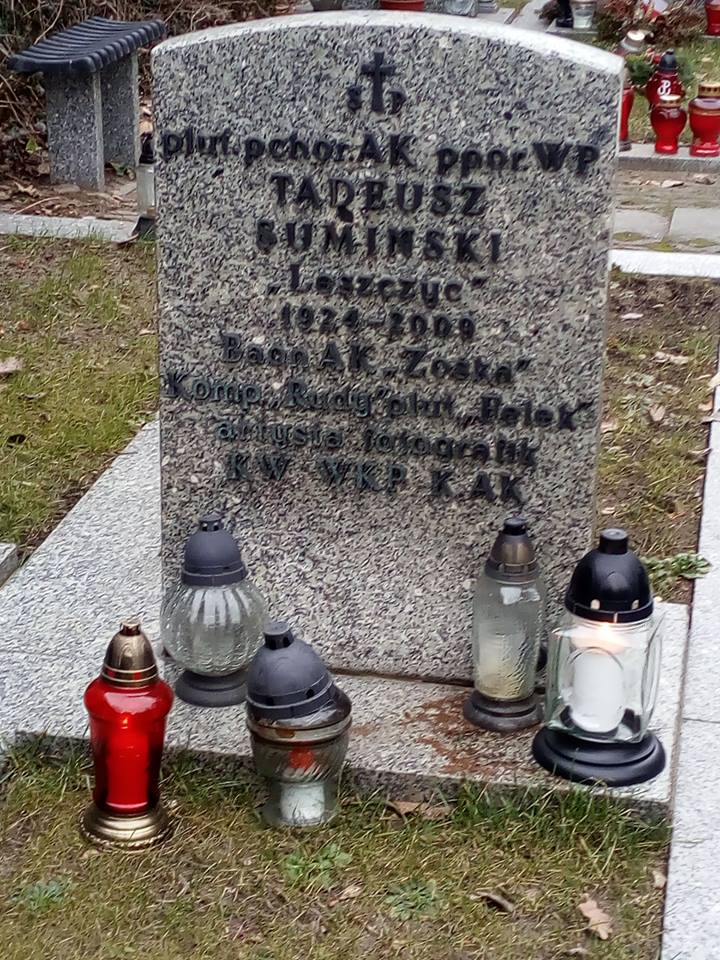 Ś P
plut.pchor.AK ppor.WP
TADEUSZ
SUMIŃSKI
„Leszczyc”
1924-2009
Baon AK „Zośka”
Komp. „Rudy” plut. „Felek”
artysta fotografik
KW WKP KAK